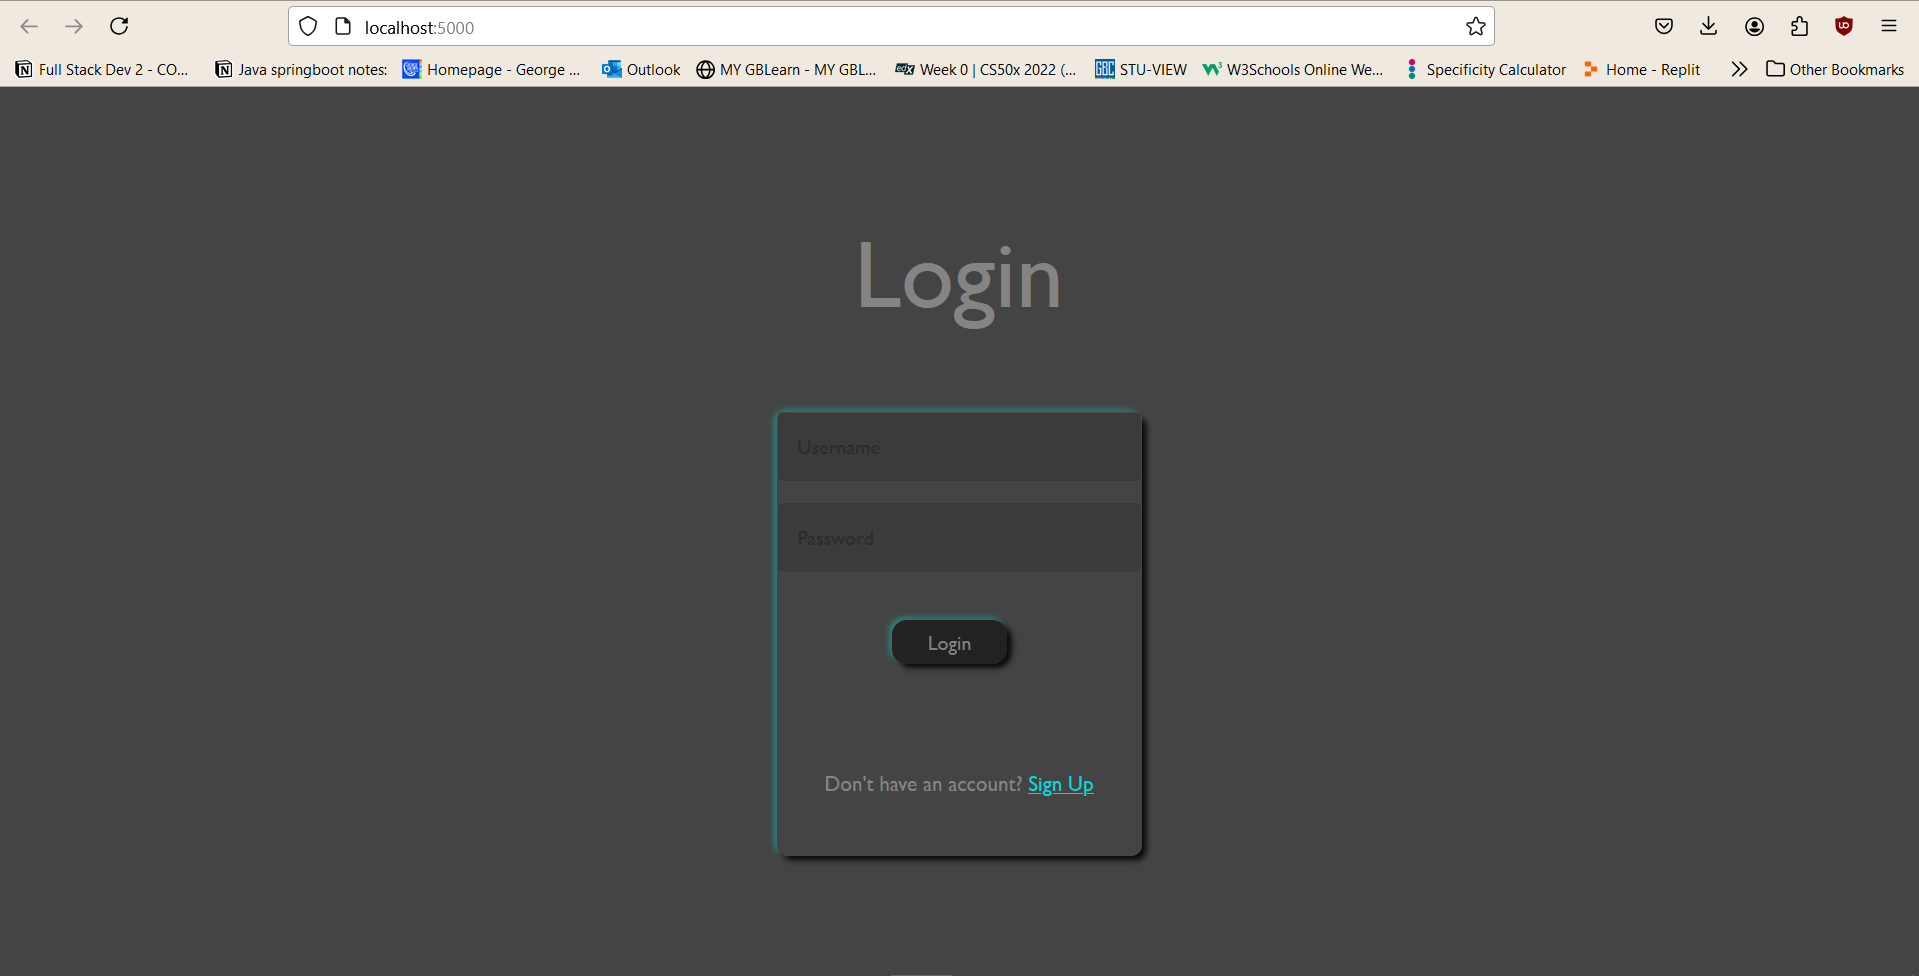 localhost:5000
Full Stack Dev 2 - CO... Java springboot notes: Homepage - George ... Outlook MY GBLearn - MY GBL... edX Week 0 | CS50x 2022 (... GBC STU-VIEW W3Schools Online We... Specificity Calculator Home - Replit Other Bookmarks
Login
Username
Password
Login
Don't have an account? Sign Up